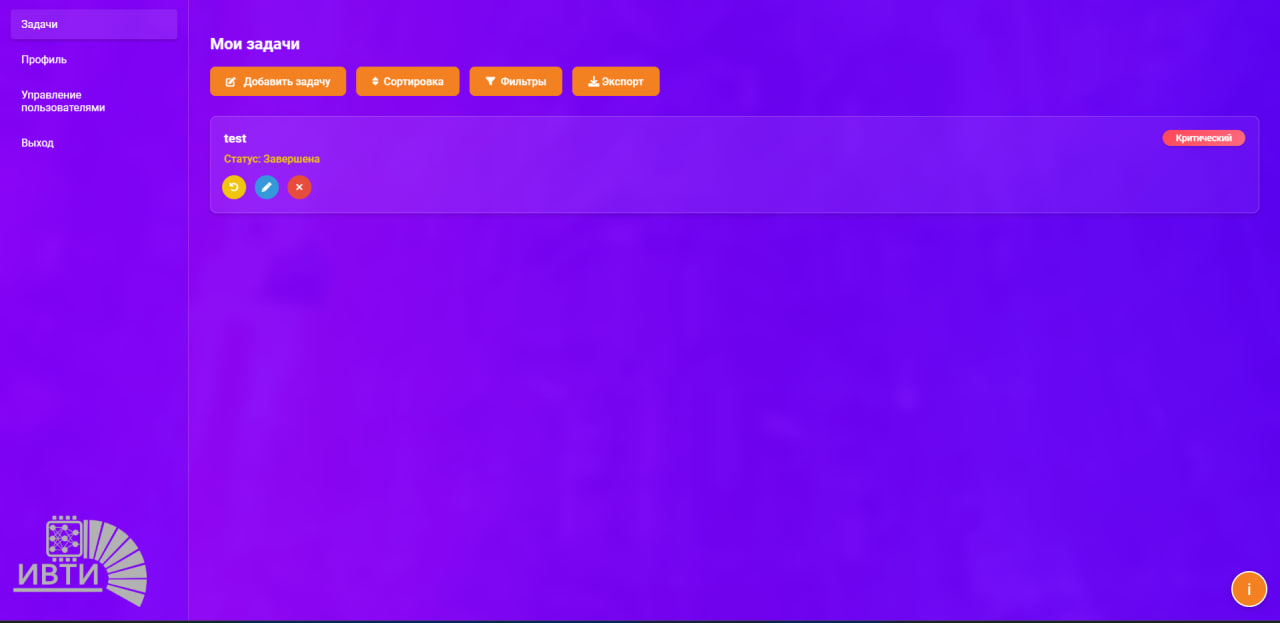 Задачи
Профиль
Управление
пользователями
Выход
Мои задачи
Добавить задачу
Сортировка
Фильтры
Экспорт
test
Критический
Статус: Завершена
ИВТИ
i